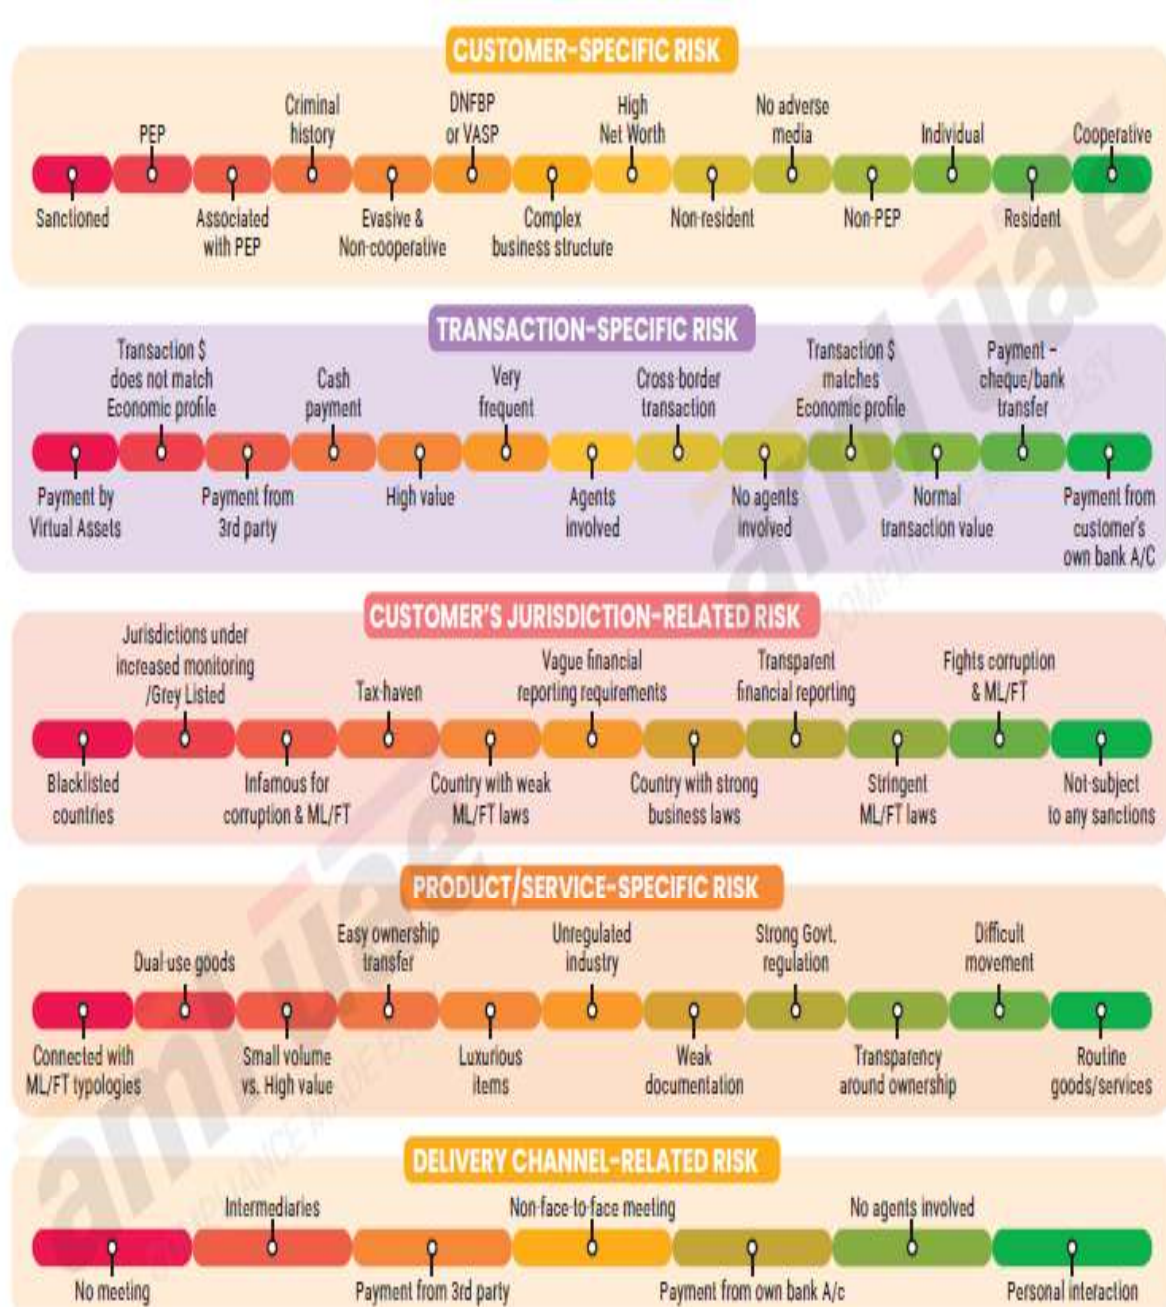 CUSTOMER-SPECIFIC RISK
Sanctioned
PEP
Associated
with PEP
Criminal
history
Evasive &
Non-cooperative
DNFBP
or VASP
Complex
business structure
High
Net Worth
Non-resident
No adverse
media
Non-PEP
Individual
Resident
Cooperative
TRANSACTION-SPECIFIC RISK
Payment by
Virtual Assets
Transaction $
does not match
Economic profile
Payment from
3rd party
Cash
payment
High value
Very
frequent
Agents
involved
Cross-border
transaction
No agents
involved
Transaction $
matches
Economic profile
Normal
transaction value
Payment –
cheque/bank
transfer
Payment from
customer's
own bank A/C
CUSTOMER'S JURISDICTION-RELATED RISK
Blacklisted
countries
Jurisdictions under
increased monitoring
/Grey Listed
Infamous for
corruption & ML/FT
Tax-haven
Country with weak
ML/FT laws
Vague financial
reporting requirements
Country with strong
business laws
Transparent
financial reporting
Stringent
ML/FT laws
Fights corruption
& ML/FT
Not-subject
to any sanctions
PRODUCT/SERVICE-SPECIFIC RISK
Connected with
ML/FT typologies
Dual-use goods
Small volume
vs. High value
Easy ownership
transfer
Luxurious
items
Unregulated
industry
Weak
documentation
Strong Govt.
regulation
Transparency
around ownership
Difficult
movement
Routine
goods/services
DELIVERY CHANNEL-RELATED RISK
No meeting
Intermediaries
Payment from 3rd party
Non-face-to-face meeting
Payment from own bank A/c
No agents involved
Personal interaction
aml uae
aml uae